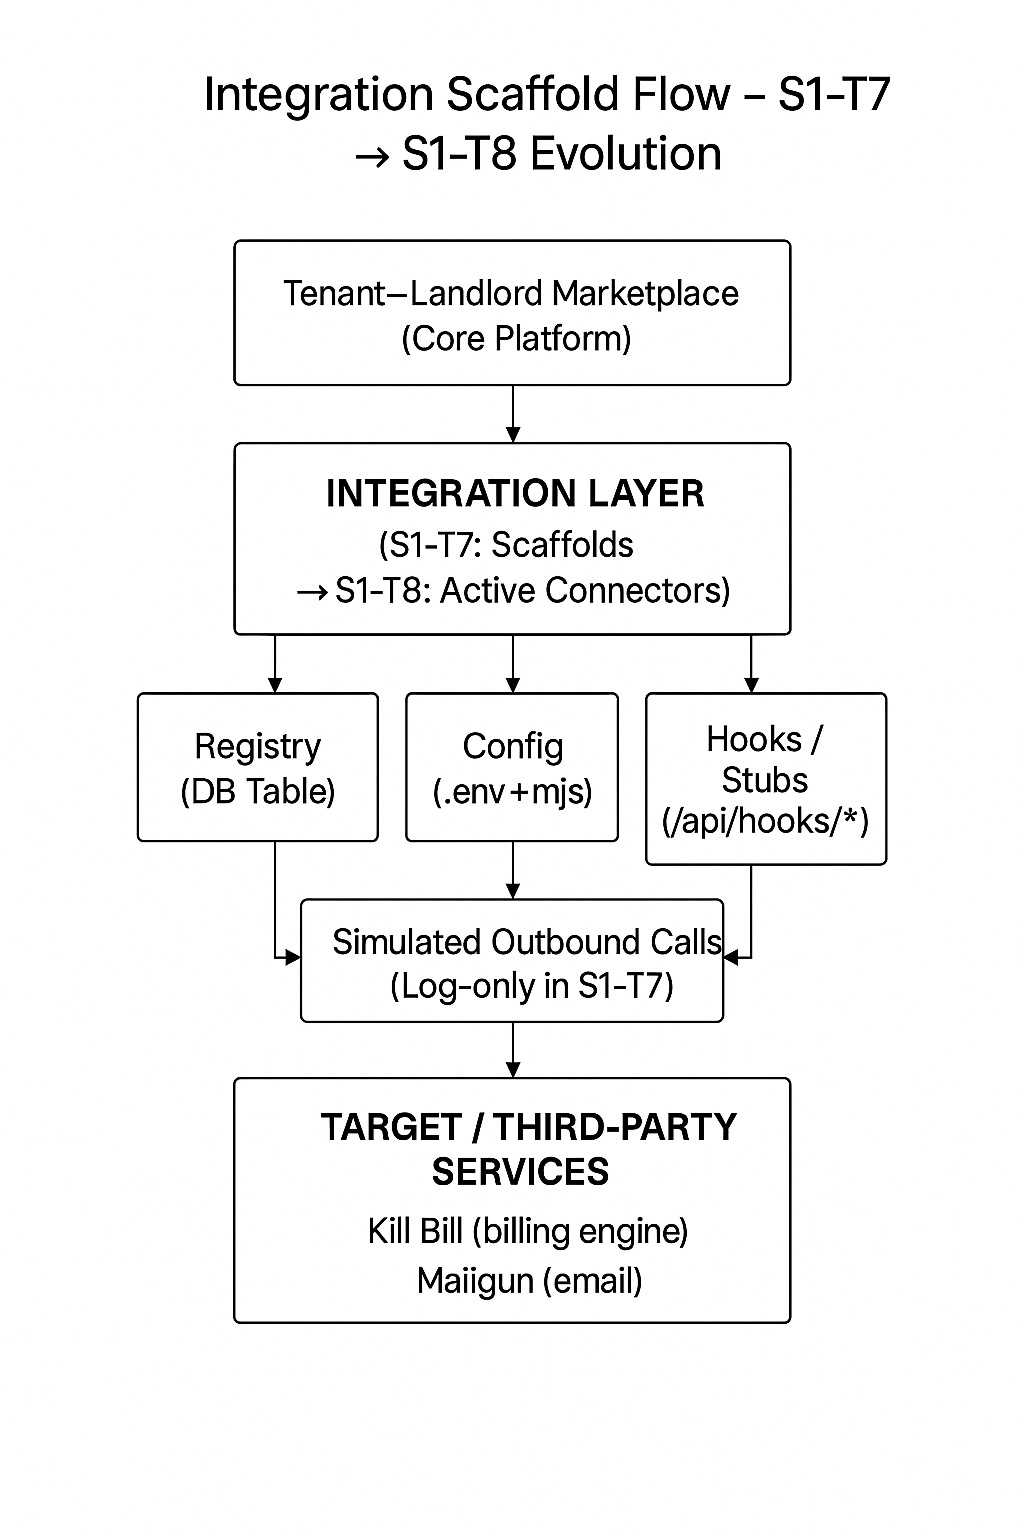 Integration Scaffold Flow – S1-T7
→ S1-T8 Evolution
Tenant–Landlord Marketplace
(Core Platform)
INTEGRATION LAYER
(S1-T7: Scaffolds
→ S1-T8: Active Connectors)
Registry
(DB Table)
Config
(.env+mjs)
Hooks /
Stubs
(/api/hooks/*)
Simulated Outbound Calls
(Log-only in S1-T7)
TARGET / THIRD-PARTY
SERVICES
Kill Bill (billing engine)
Maiigun (email)